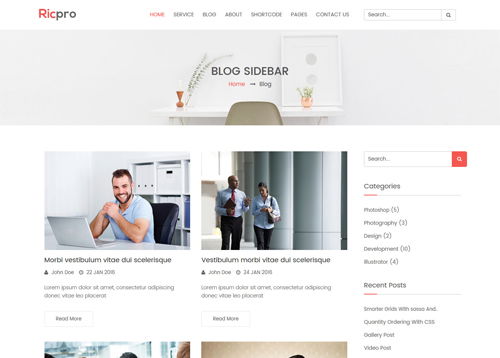 Ricpro
HOME SERVICE BLOG ABOUT SHORTCODE PAGES CONTACT US
Search...
BLOG SIDEBAR
Home → Blog
Morbi vestibulum vitae dui scelerisque
John Doe 22 JAN 2016
Lorem ipsum dolor sit amet, consectetur adipiscing
divinity, vitae leo placerat
Read More
Vestibulum morbi vitae dui scelerisque
John Doe 24 JAN 2016
Lorem ipsum dolor sit amet, consectetur adipiscing
divinity, vitae leo placerat
Read More
Search...
Categories
Photoshop (5)
Photography (3)
Design (2)
Development (10)
Illustrator (4)
Recent Posts
Smarter Grids With sassa And..
Quantity Ordering With CSS
Gallery Post
Video Post